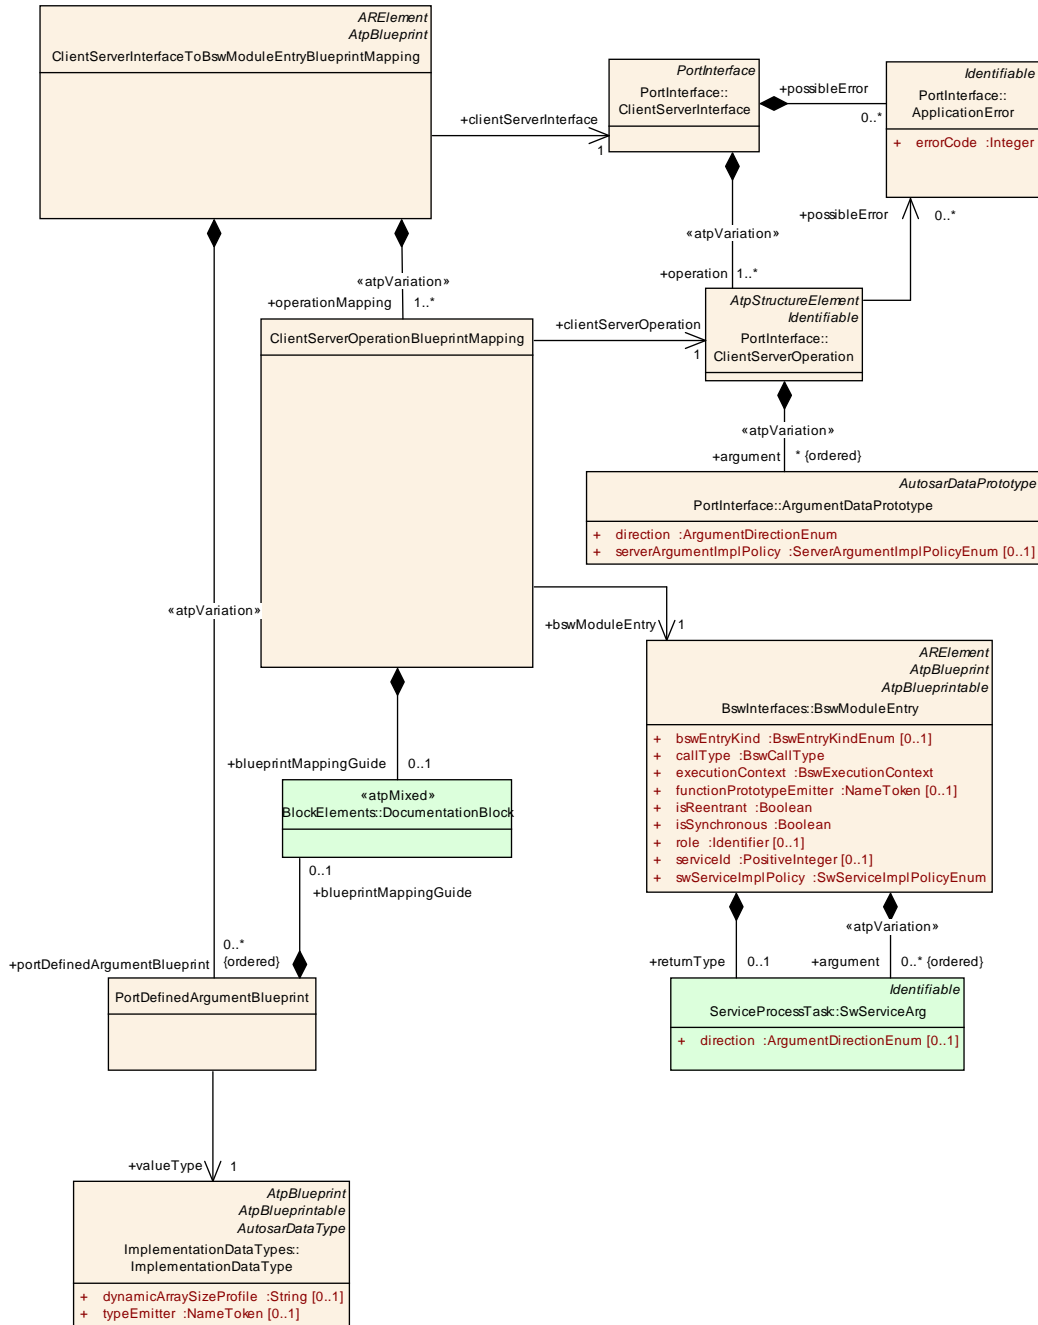 ARElement
AtpBlueprint
ClientServerInterfaceToBswModuleEntryBlueprintMapping
PortInterface
PortInterface::
ClientServerInterface
+possibleError
0..*
Identifiable
PortInterface::
ApplicationError
+ errorCode :Integer
+clientServerInterface
1
+possibleError
0..*
«atpVariation»
+operation
1..*
«atpVariation»
+operationMapping
1..*
AtpStructureElement
Identifiable
PortInterface::
ClientServerOperation
ClientServerOperationBlueprintMapping
+clientServerOperation
1
«atpVariation»
+argument
* {ordered}
AutosarDataPrototype
PortInterface::ArgumentDataPrototype
+ direction :ArgumentDirectionEnum
+ serverArgumentImplPolicy :ServerArgumentImplPolicyEnum [0..1]
«atpVariation»
+bswModuleEntry
1
ARElement
AtpBlueprint
AtpBlueprintable
BswInterfaces::BswModuleEntry
+ bswEntryKind :BswEntryKindEnum [0..1]
+ callType :BswCallType
+ executionContext :BswExecutionContext
+ functionPrototypeEmitter :NameToken [0..1]
+ isReentrant :Boolean
+ isSynchronous :Boolean
+ role :Identifier [0..1]
+ serviceId :PositiveInteger [0..1]
+ swServiceImplPolicy :SwServiceImplPolicyEnum
+blueprintMappingGuide
0..1
«atpMixed»
BlockElements::DocumentationBlock
0..1
+blueprintMappingGuide
«atpVariation»
+returnType
0..1
+argument
0..* {ordered}
0..*
{ordered}
+portDefinedArgumentBlueprint
PortDefinedArgumentBlueprint
Identifiable
ServiceProcessTask::SwServiceArg
+ direction :ArgumentDirectionEnum [0..1]
+valueType
1
AtpBlueprint
AtpBlueprintable
AutosarDataType
ImplementationDataTypes::
ImplementationDataType
+ dynamicArraySizeProfile :String [0..1]
+ typeEmitter :NameToken [0..1]